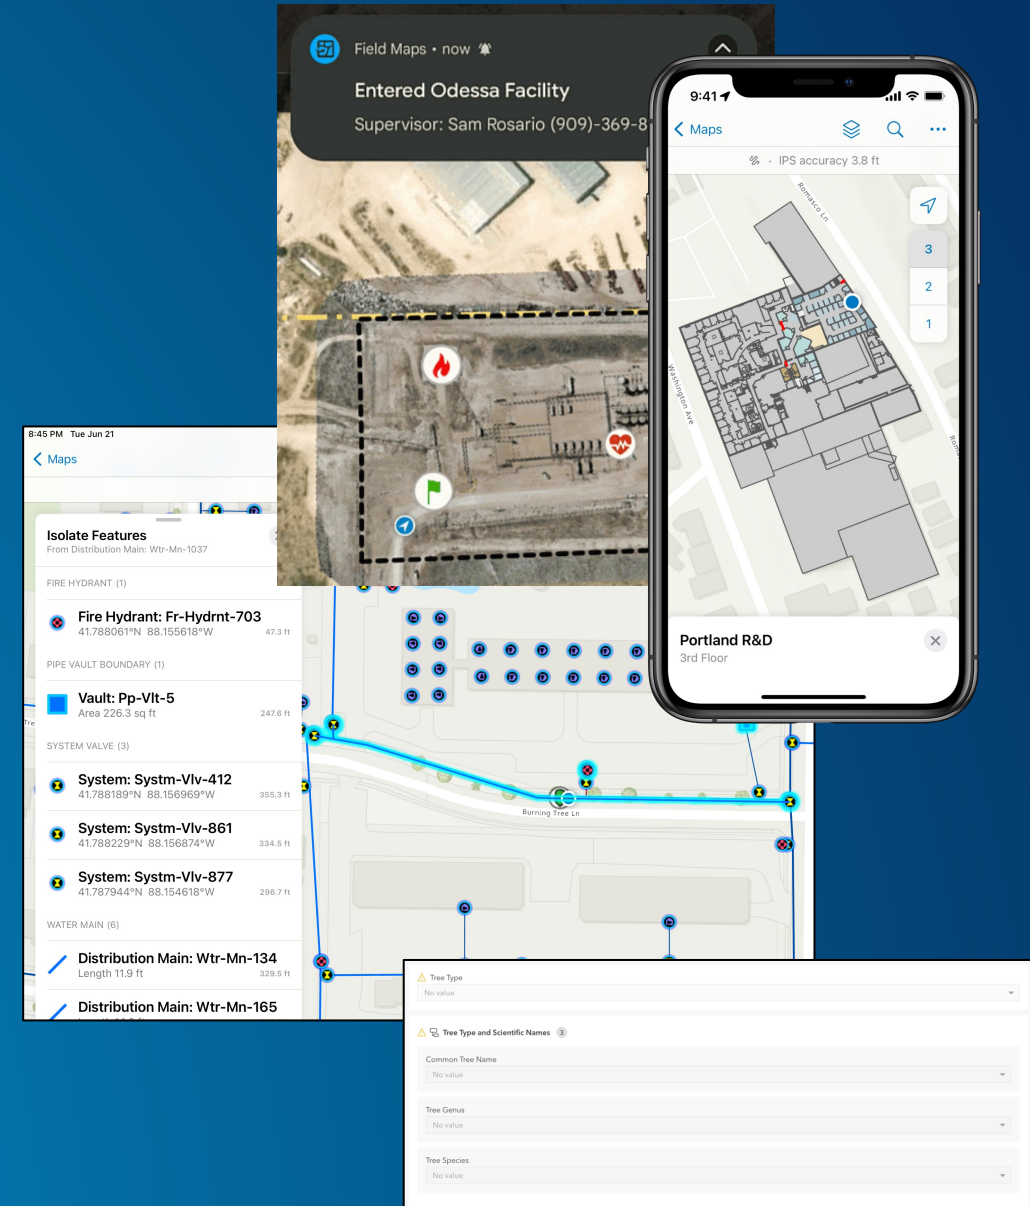 Field Maps • now
Entered Odessa Facility
Supervisor: Sam Rosario (909)-369-8
9:41
Maps
IPS accuracy 3.8 ft
Romasco Ln
3
2
1
Washington Ave
Portland R&D
3rd Floor
8:45 PM Tue Jun 21
Maps
Isolate Features
From Distribution Main: Wtr-Mn-1037
FIRE HYDRANT (1)
Fire Hydrant: Fr-Hydrnt-703
41.788061°N 88.155618°W 47.3 ft
PIPE VAULT BOUNDARY (1)
Vault: Pp-Vlt-5
Area 226.3 sq ft 247.6 ft
SYSTEM VALVE (3)
System: Systm-Vlv-412
41.788189°N 88.156969°W 355.3 ft
System: Systm-Vlv-861
41.788229°N 88.156874°W 334.5 ft
System: Systm-Vlv-877
41.787944°N 88.154618°W 296.7 ft
WATER MAIN (6)
Distribution Main: Wtr-Mn-134
Length 11.9 ft 329.5 ft
Distribution Main: Wtr-Mn-165
Burning Tree Ln
Tree Type
No value
Tree Type and Scientific Names 3
Common Tree Name
No value
Tree Genus
No value
Tree Species
No value